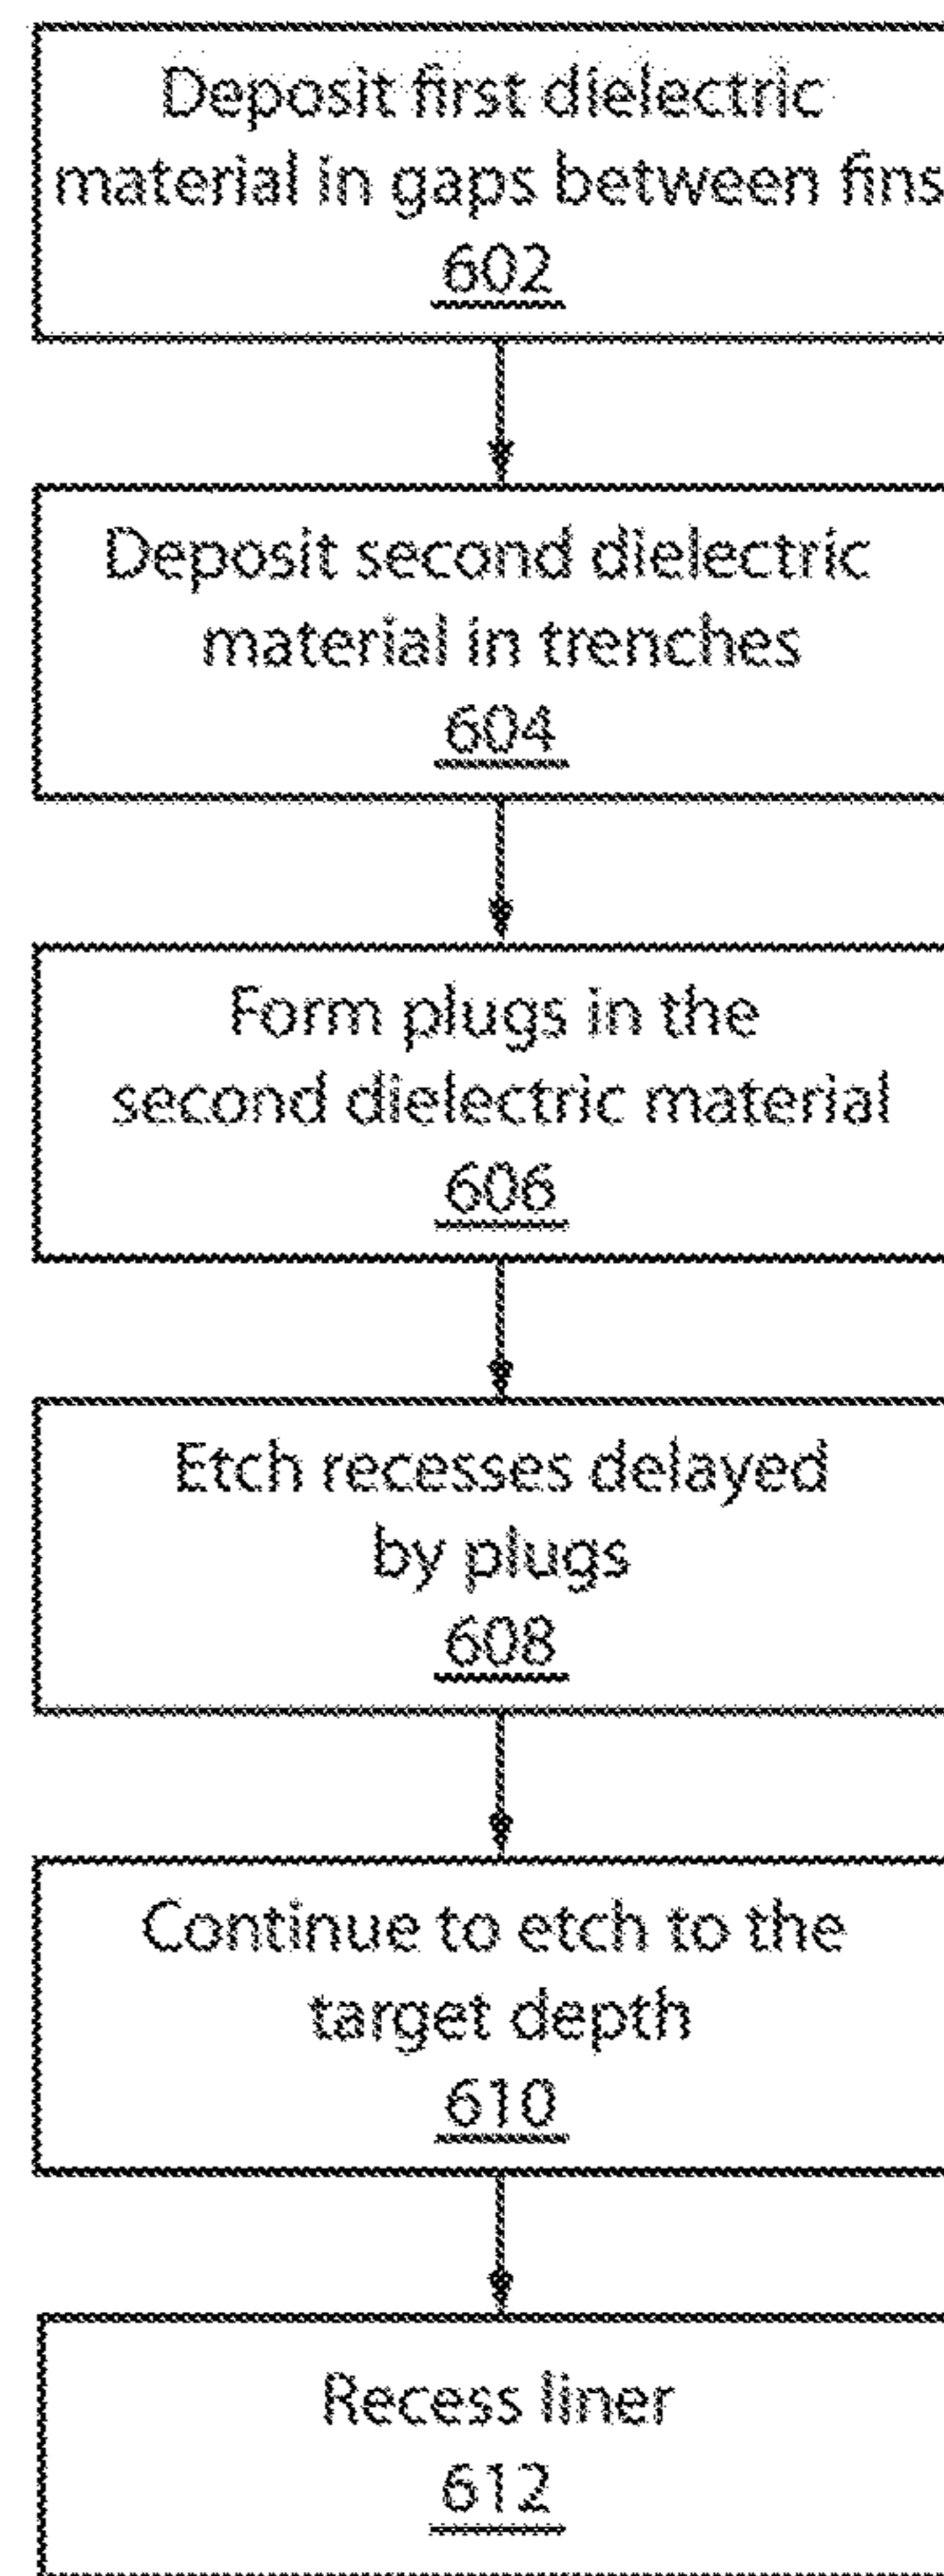 Deposit first dielectric
material in gaps between fins
602
Deposit second dielectric
material in trenches
604
Form plugs in the
second dielectric material
606
Etch recesses delayed
by plugs
608
Continue to etch to the
target depth
610
Recess liner
612